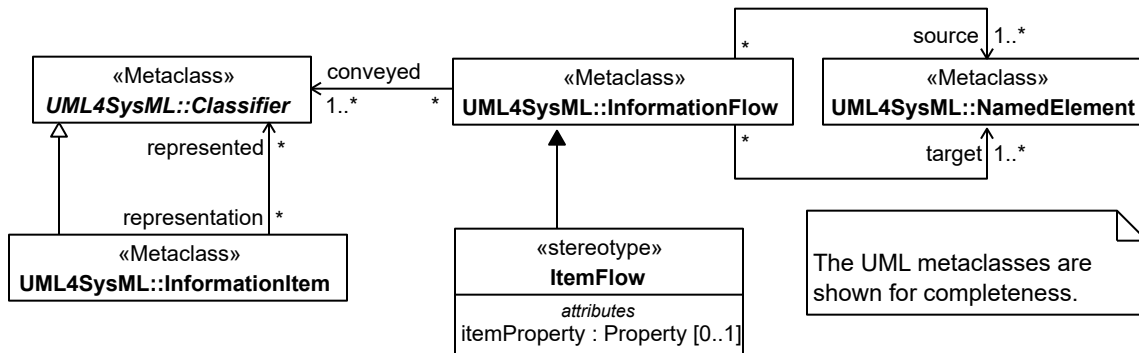 «Metaclass»
UML4SysML::Classifier
conveyed
1..*
*
«Metaclass»
UML4SysML::InformationFlow
*
source
1..*
«Metaclass»
UML4SysML::NamedElement
*
target
1..*
represented
*
representation
*
«Metaclass»
UML4SysML::InformationItem
«stereotype»
ItemFlow
attributes
itemProperty : Property [0..1]
The UML metaclasses are
shown for completeness.